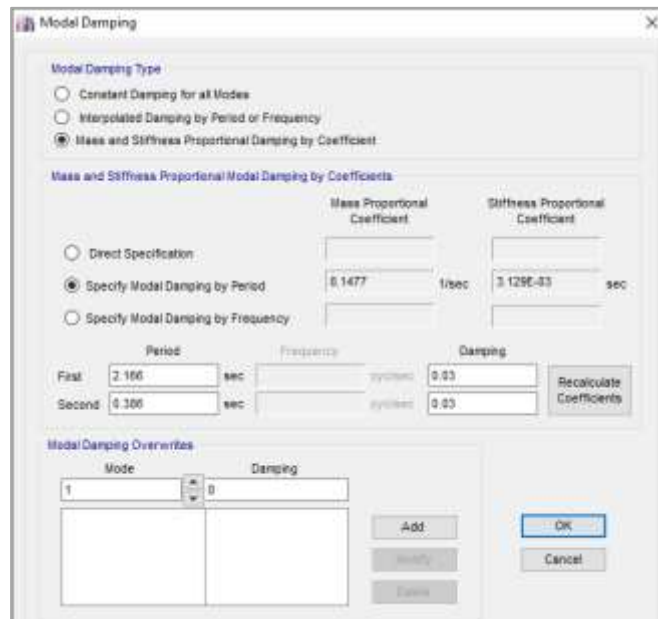 Modal Damping
Modal Damping Type
Constant Damping for all Modes
Interpolated Damping by Period or Frequency
Mass and Stiffness Proportional Damping by Coefficient
Mass and Stiffness Proportional Modal Damping by Coefficients
Mass Proportional Coefficient
Stiffness Proportional Coefficient
Direct Specification
Specify Modal Damping by Period
0.1477
1/sec
3.129E-03
sec
Specify Modal Damping by Frequency
Period
Frequency
Damping
First
2.166
sec
cyc/sec
0.03
Second
0.386
sec
cyc/sec
0.03
Recalculate Coefficients
Modal Damping Overwrites
Mode
Damping
1
0
Add
Modify
Delete
OK
Cancel